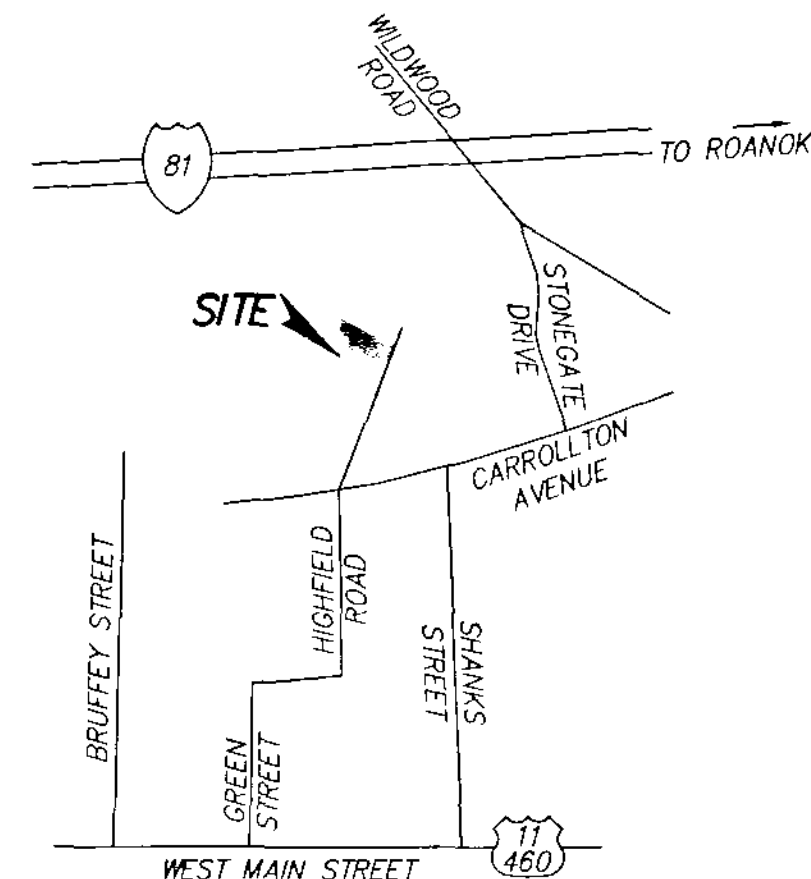 WILDWOOD
ROAD
81
TO ROANOK
SITE
STONEGATE
DRIVE
CARROLLTON
AVENUE
BRUFFEY STREET
HIGHFIELD
ROAD
SHANKS
STREET
GREEN
STREET
11
460
WEST MAIN STREET